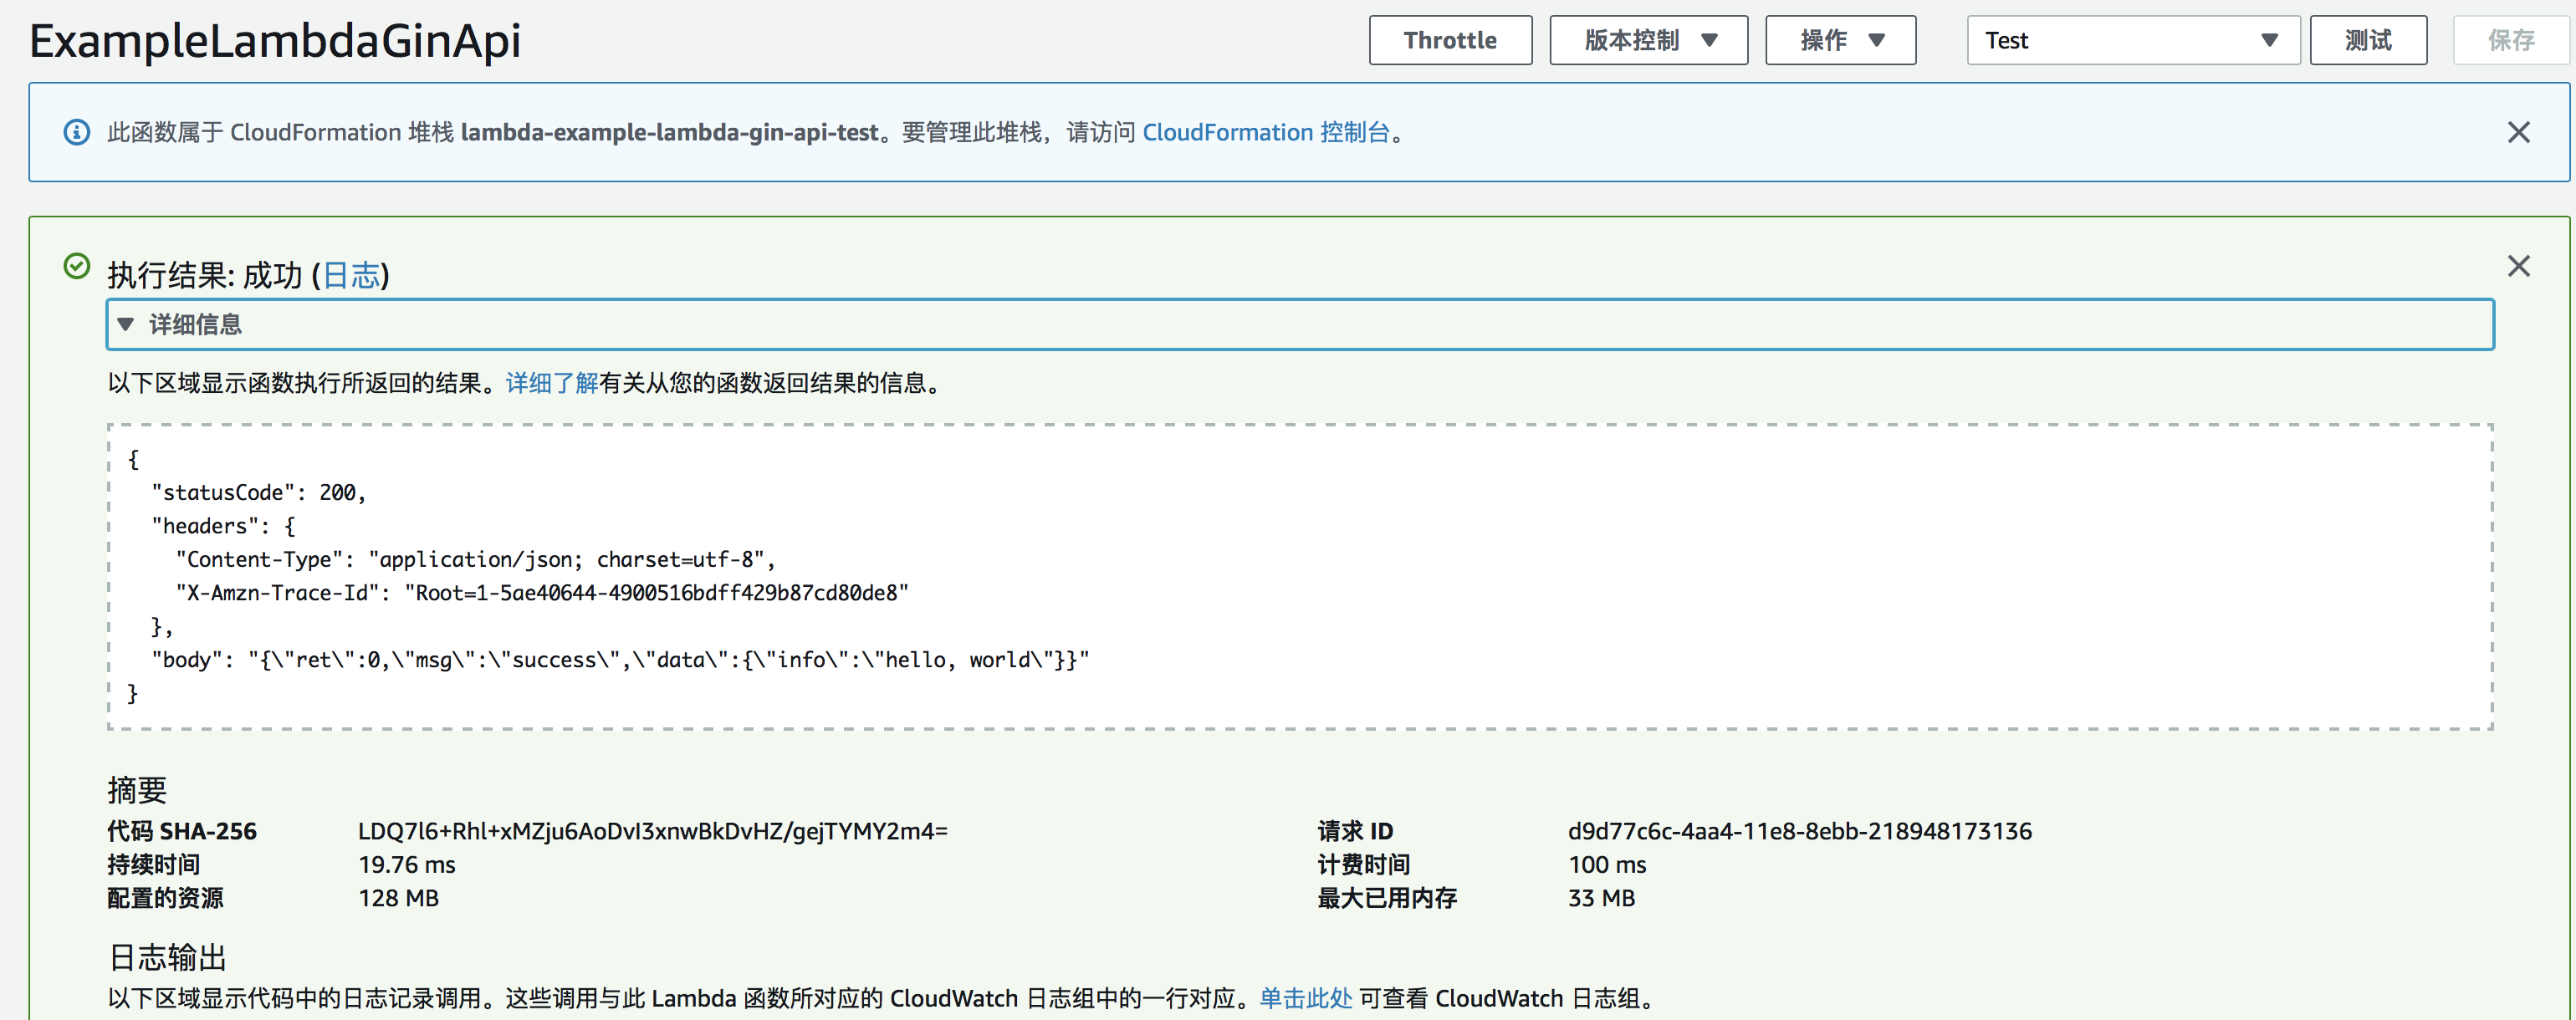 ExampleLambdaGinApi
Throttle 版本控制 操作 Test 测试 保存
此函数属于 CloudFormation 堆栈 lambda-example-lambda-gin-api-test。要管理此堆栈，请访问 CloudFormation 控制台。
执行结果: 成功 (日志)
详细信息
以下区域显示函数执行所返回的结果。详细了解有关从您的函数返回结果的信息。
{
  "statusCode": 200,
  "headers": {
    "Content-Type": "application/json; charset=utf-8",
    "X-Amzn-Trace-Id": "Root=1-5ae40644-4900516bdff429b87cd80de8"
  },
  "body": "{\"ret\":0,\"msg\":\"success\",\"data\":{\"info\":\"hello, world\"}}"
}
摘要
代码 SHA-256 LDQ7l6+Rhl+xMZju6AoDvI3xnwBkDvHZ/gejTYMY2m4= 请求 ID d9d77c6c-4aa4-11e8-8ebb-218948173136
持续时间 19.76 ms 计费时间 100 ms
配置的资源 128 MB 最大已用内存 33 MB
日志输出
以下区域显示代码中的日志记录调用。这些调用与此 Lambda 函数所对应的 CloudWatch 日志组中的一行对应。单击此处 可查看 CloudWatch 日志组。